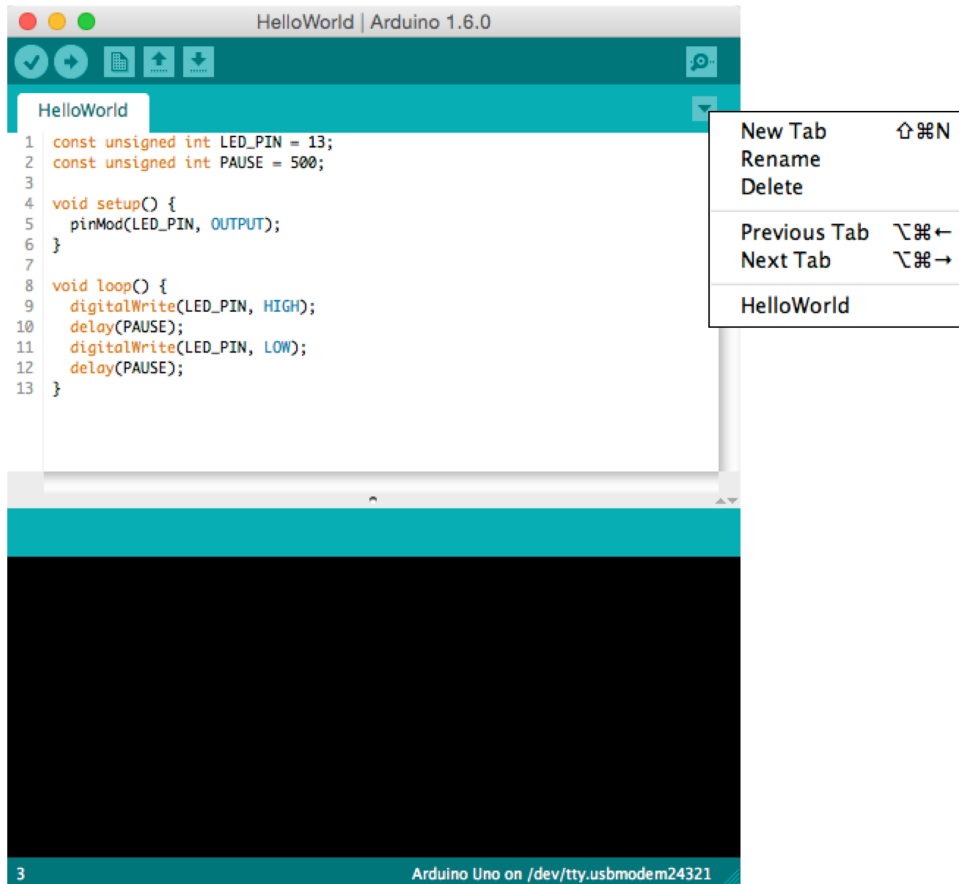 HelloWorld | Arduino 1.6.0
HelloWorld
1 const unsigned int LED_PIN = 13;
2 const unsigned int PAUSE = 500;
3
4 void setup() {
5   pinMod(LED_PIN, OUTPUT);
6 }
7
8 void loop() {
9   digitalWrite(LED_PIN, HIGH);
10   delay(PAUSE);
11   digitalWrite(LED_PIN, LOW);
12   delay(PAUSE);
13 }
New Tab ⇧⌘N
Rename
Delete
Previous Tab ⌥⌘←
Next Tab ⌥⌘→
HelloWorld
3 Arduino Uno on /dev/tty.usbmodem24321